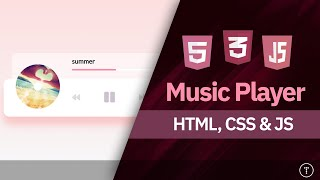 summer
5 3 JS
Music Player
HTML, CSS & JS
T